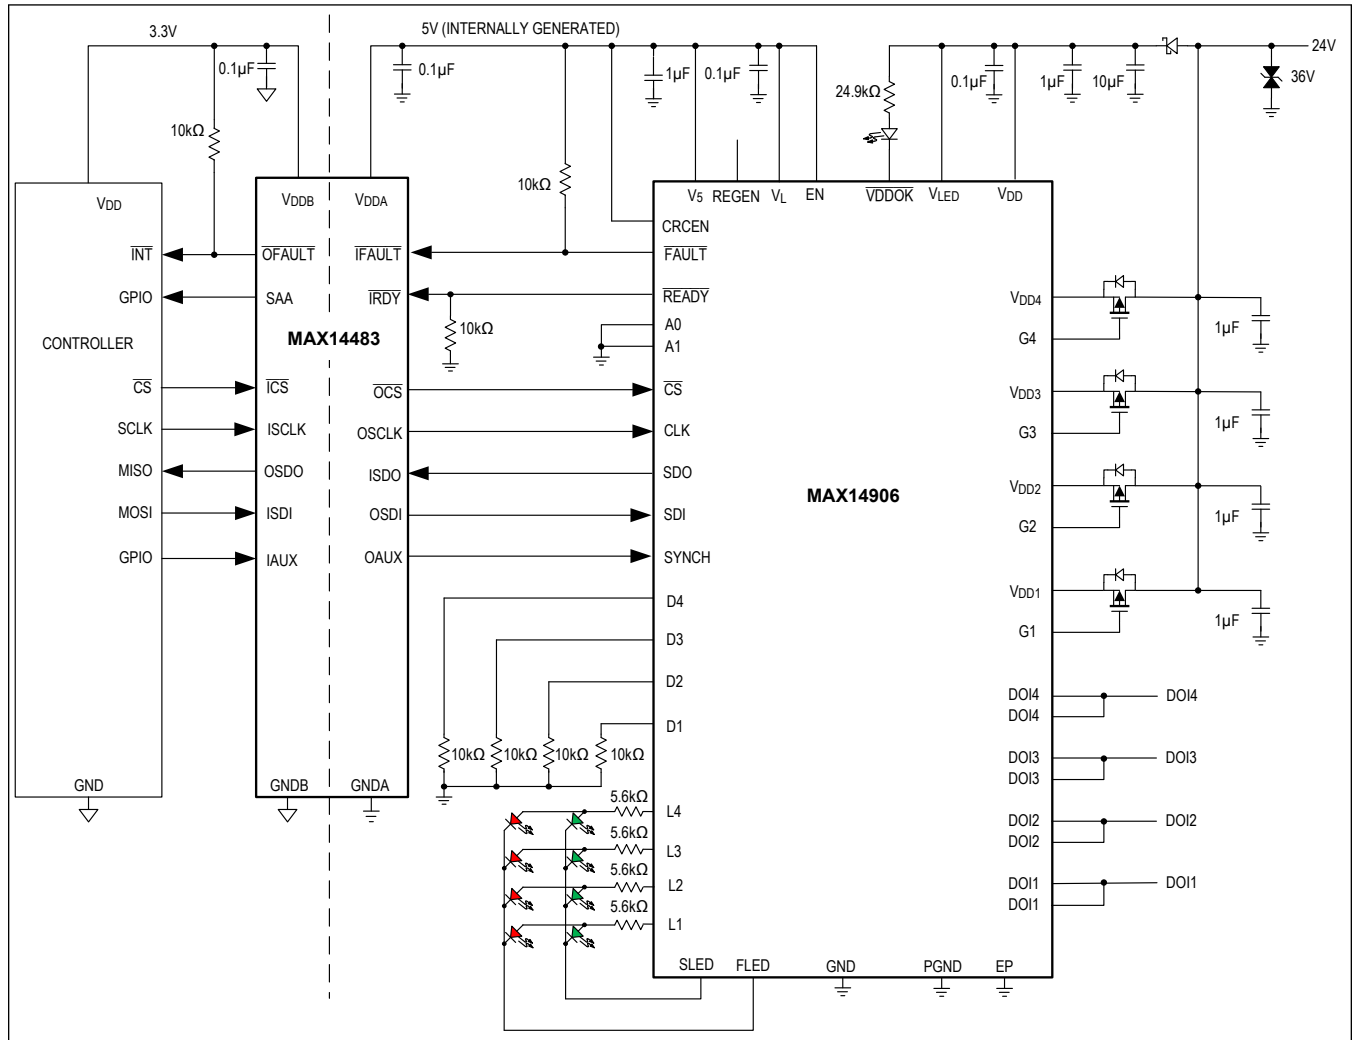 3.3V
5V (INTERNALLY GENERATED)
24V
0.1µF
0.1µF
1µF
0.1µF
24.9kΩ
0.1µF
1µF
10µF
36V
10kΩ
10kΩ
VDD
VDDB
VDDA
V5
REGEN
VL
EN
VDDOK
VLED
VDD
CRCEN
INT
OFAULT
IFAULT
FAULT
GPIO
SAA
IRDY
READY
VDD4
1µF
10kΩ
A0
A1
G4
CONTROLLER
MAX14483
CS
ICS
OCS
CS
VDD3
1µF
SCLK
ISCLK
OSCLK
CLK
G3
MISO
OSDO
ISDO
SDO
MAX14906
VDD2
1µF
MOSI
ISDI
OSDI
SDI
G2
GPIO
IAUX
OAUX
SYNCH
D4
VDD1
1µF
D3
G1
D2
D1
DOI4
DOI4
DOI4
10kΩ
10kΩ
10kΩ
10kΩ
DOI3
DOI3
DOI3
GND
GNDB
GNDA
5.6kΩ
L4
DOI2
DOI2
DOI2
5.6kΩ
L3
5.6kΩ
L2
DOI1
DOI1
DOI1
5.6kΩ
L1
SLED
FLED
GND
PGND
EP